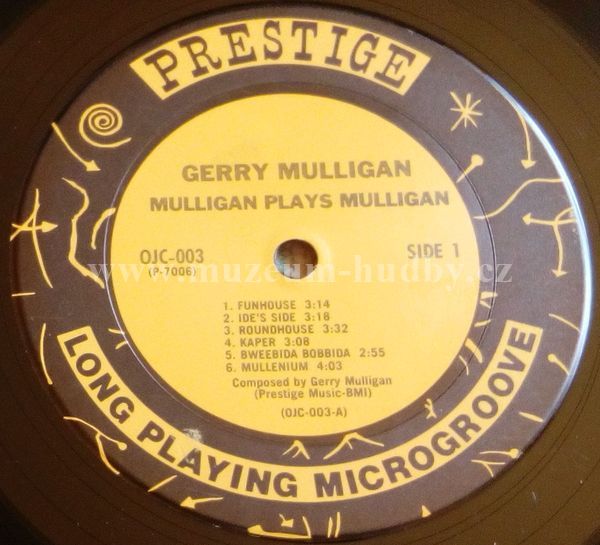 PRESTIGE
GERRY MULLIGAN
MULLIGAN PLAYS MULLIGAN
OJC-003
(P-7006)
SIDE 1
www.muzeum-hudby.cz
1. FUNHOUSE 3:14
2. IDE'S SIDE 3:18
3. ROUNDHOUSE 3:32
4. KAPER 3:08
5. BWEEBIDA BOBBIDA 2:55
6. MULLENIUM 4:03
Composed by Gerry Mulligan
(Prestige Music-BMI)
(OJC-003-A)
LONG PLAYING MICROGROOVE